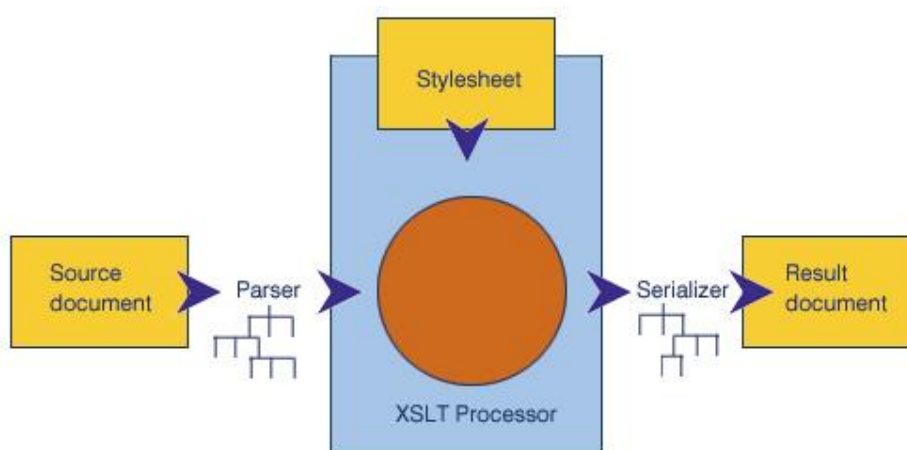 Stylesheet
Source
document
Parser
Serializer
Result
document
XSLT Processor